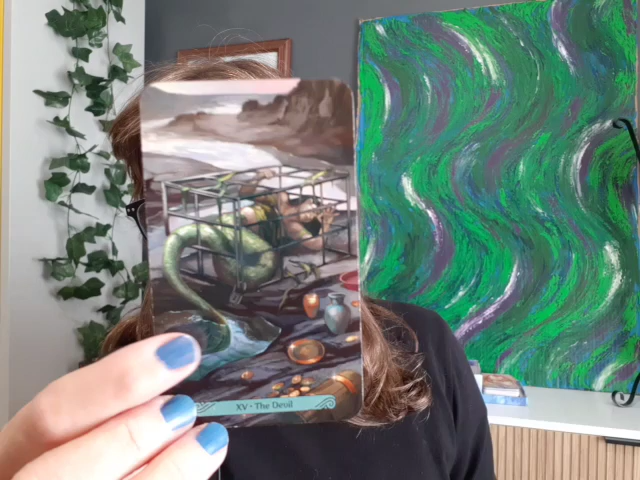 XV • The Devil